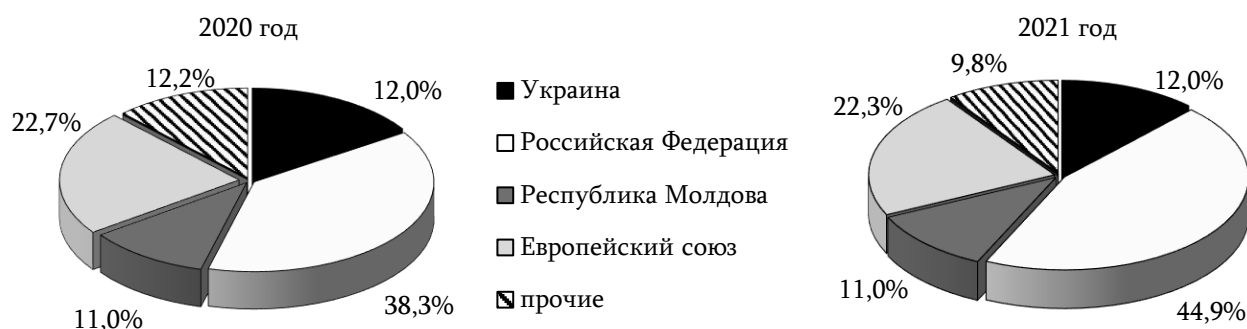 2020 год
12,2%
12,0%
22,7%
11,0%
38,3%
Украина
Российская Федерация
Республика Молдова
Европейский союз
прочие
2021 год
9,8%
12,0%
22,3%
11,0%
44,9%